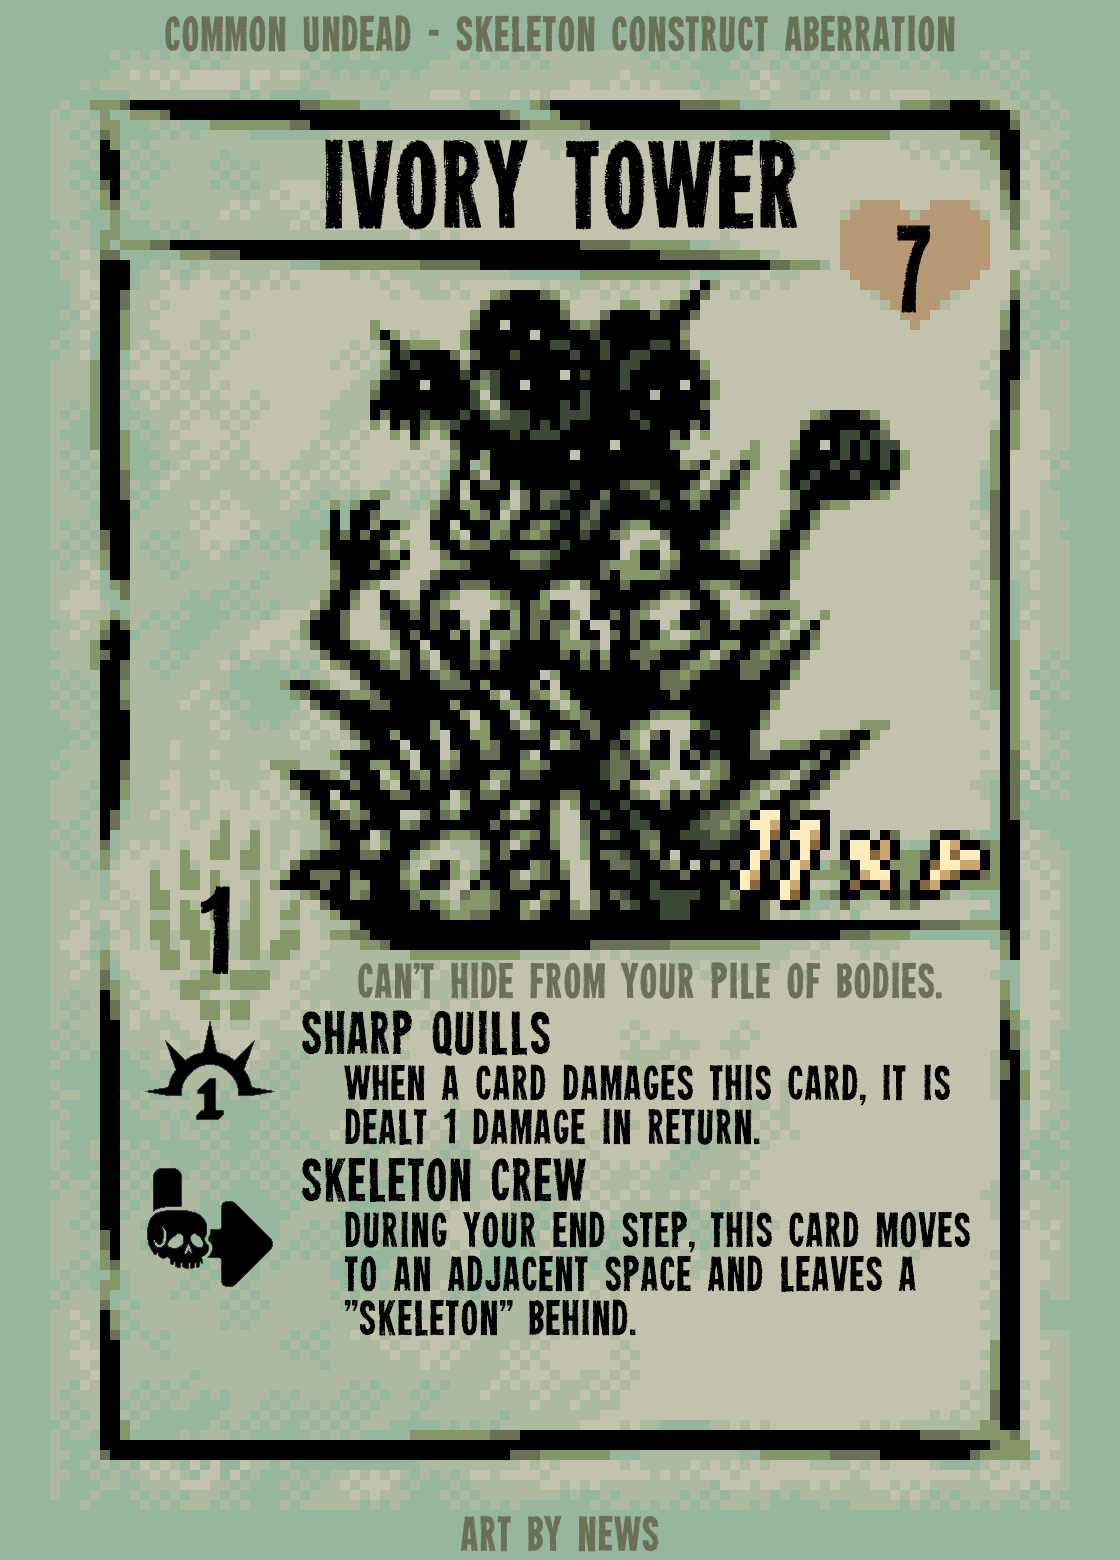 COMMON UNDEAD - SKELETON CONSTRUCT ABERRATION
IVORY TOWER
7
1
CAN'T HIDE FROM YOUR PILE OF BODIES.
SHARP QUILLS
1
WHEN A CARD DAMAGES THIS CARD, IT IS
DEALT 1 DAMAGE IN RETURN.
SKELETON CREW
DURING YOUR END STEP, THIS CARD MOVES
TO AN ADJACENT SPACE AND LEAVES A
"SKELETON" BEHIND.
ART BY NEWS